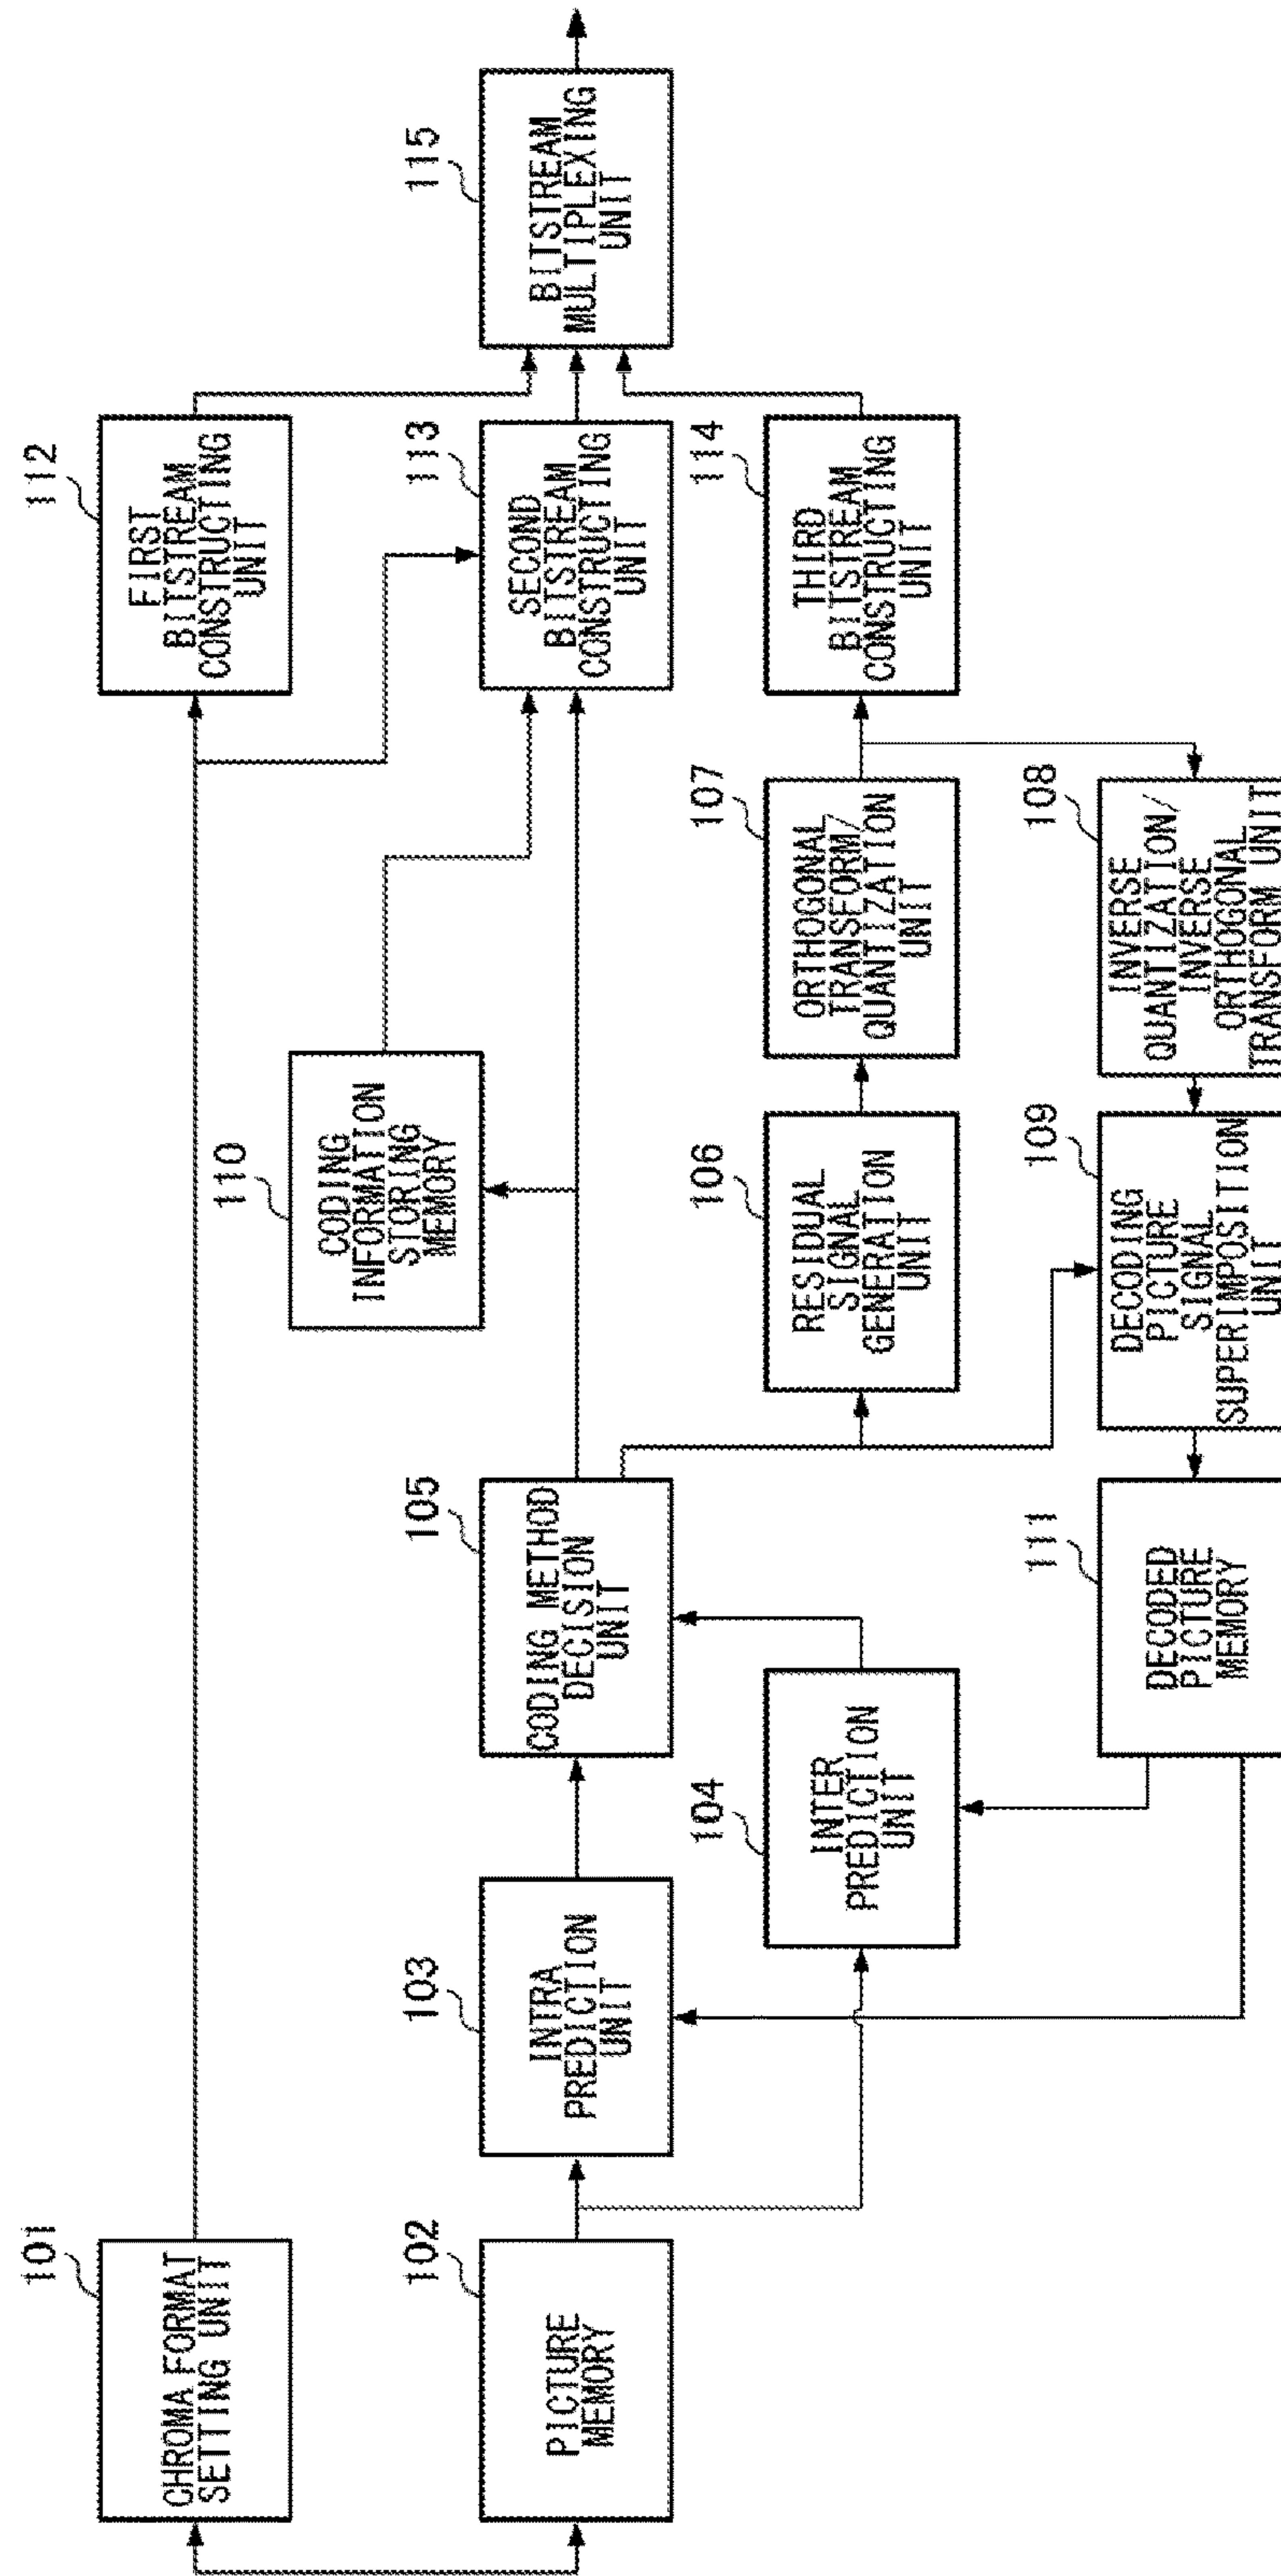 101
CHROMA FORMAT
SETTING UNIT
102
PICTURE
MEMORY
103
INTRA
PREDICTION
UNIT
104
INTER
PREDICTION
UNIT
105
CODING METHOD
DECISION
UNIT
106
RESIDUAL
SIGNAL
GENERATION
UNIT
107
ORTHOGONAL
TRANSFORM/
QUANTIZATION
UNIT
108
INVERSE
QUANTIZATION/
INVERSE
ORTHOGONAL
TRANSFORM UNIT
109
DECODING
PICTURE
SIGNAL
SUPERIMPOSITION
UNIT
110
CODING
INFORMATION
STORING
MEMORY
111
DECODED
PICTURE
MEMORY
112
FIRST
BITSTREAM
CONSTRUCTING
UNIT
113
SECOND
BITSTREAM
CONSTRUCTING
UNIT
114
THIRD
BITSTREAM
CONSTRUCTING
UNIT
115
BITSTREAM
MULTIPLEXING
UNIT